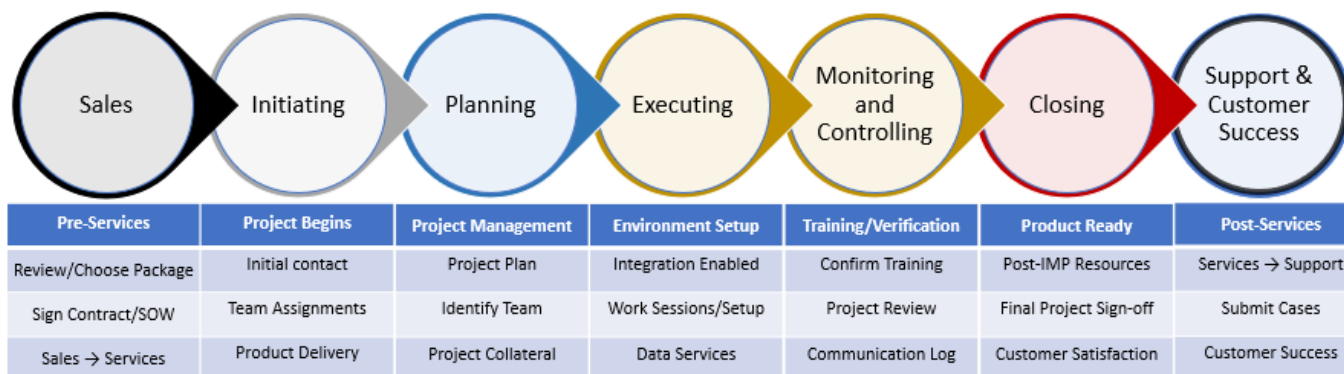 Sales
Initiating
Planning
Executing
Monitoring
and
Controlling
Closing
Support &
Customer
Success
Pre-Services
Project Begins
Project Management
Environment Setup
Training/Verification
Product Ready
Post-Services
Review/Choose Package
Initial contact
Project Plan
Integration Enabled
Confirm Training
Post-IMP Resources
Services → Support
Sign Contract/SOW
Team Assignments
Identify Team
Work Sessions/Setup
Project Review
Final Project Sign-off
Submit Cases
Sales → Services
Product Delivery
Project Collateral
Data Services
Communication Log
Customer Satisfaction
Customer Success